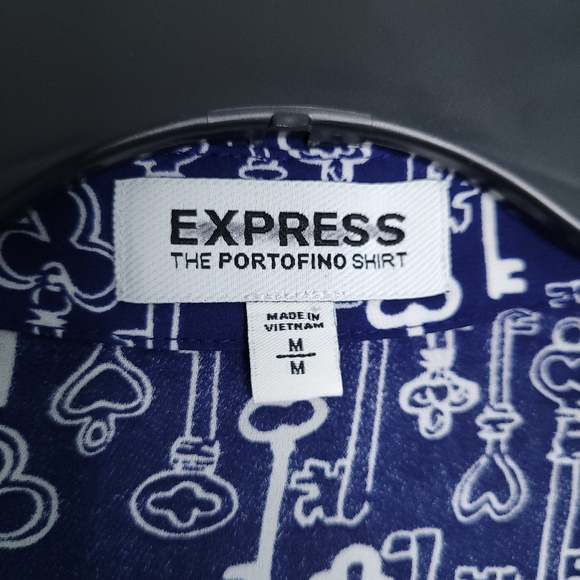 EXPRESS
THE PORTOFINO SHIRT
MADE IN
VIETNAM
M
M